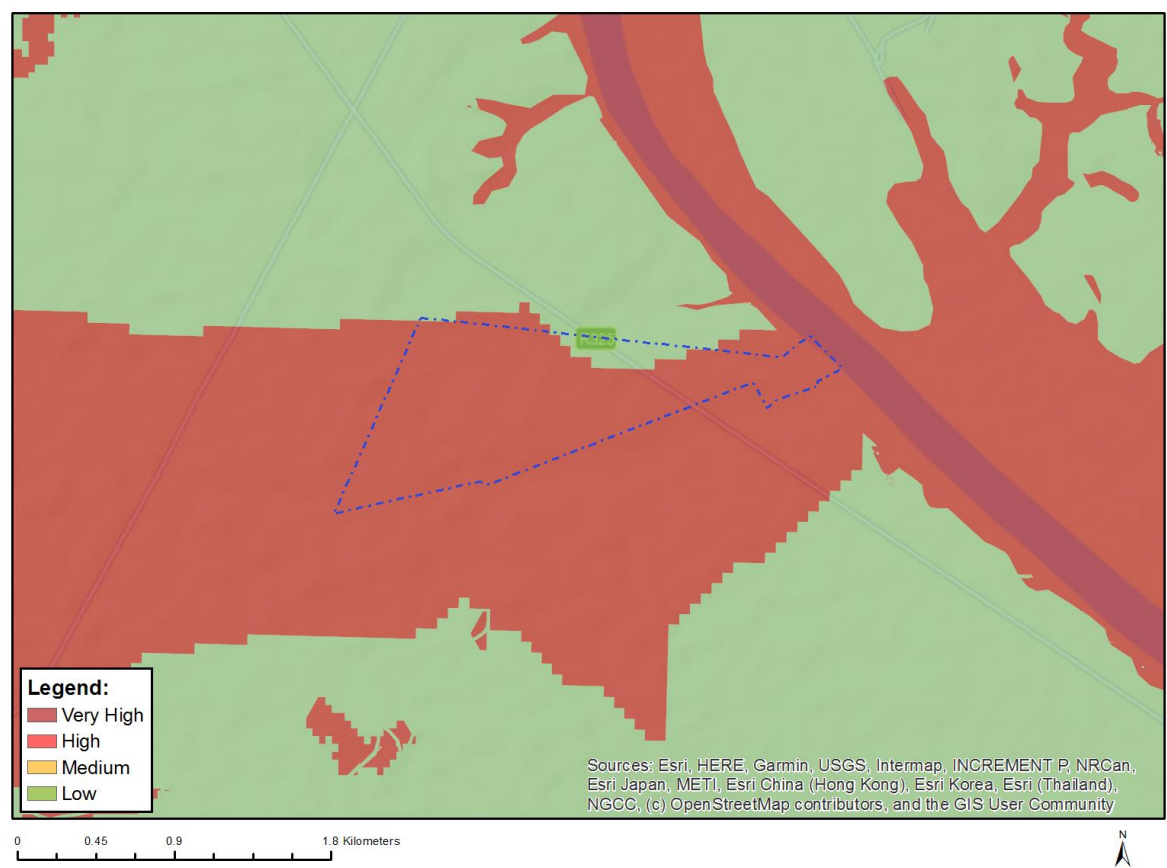 Legend:
Very High
High
Medium
Low
Sources: Esri, HERE, Garmin, USGS, Intermap, INCREMENT P, NRCan,
Esri Japan, METI, Esri China (Hong Kong), Esri Korea, Esri (Thailand),
NGCC, (c) OpenStreetMap contributors, and the GIS User Community
0 0.45 0.9 1.8 Kilometers
N